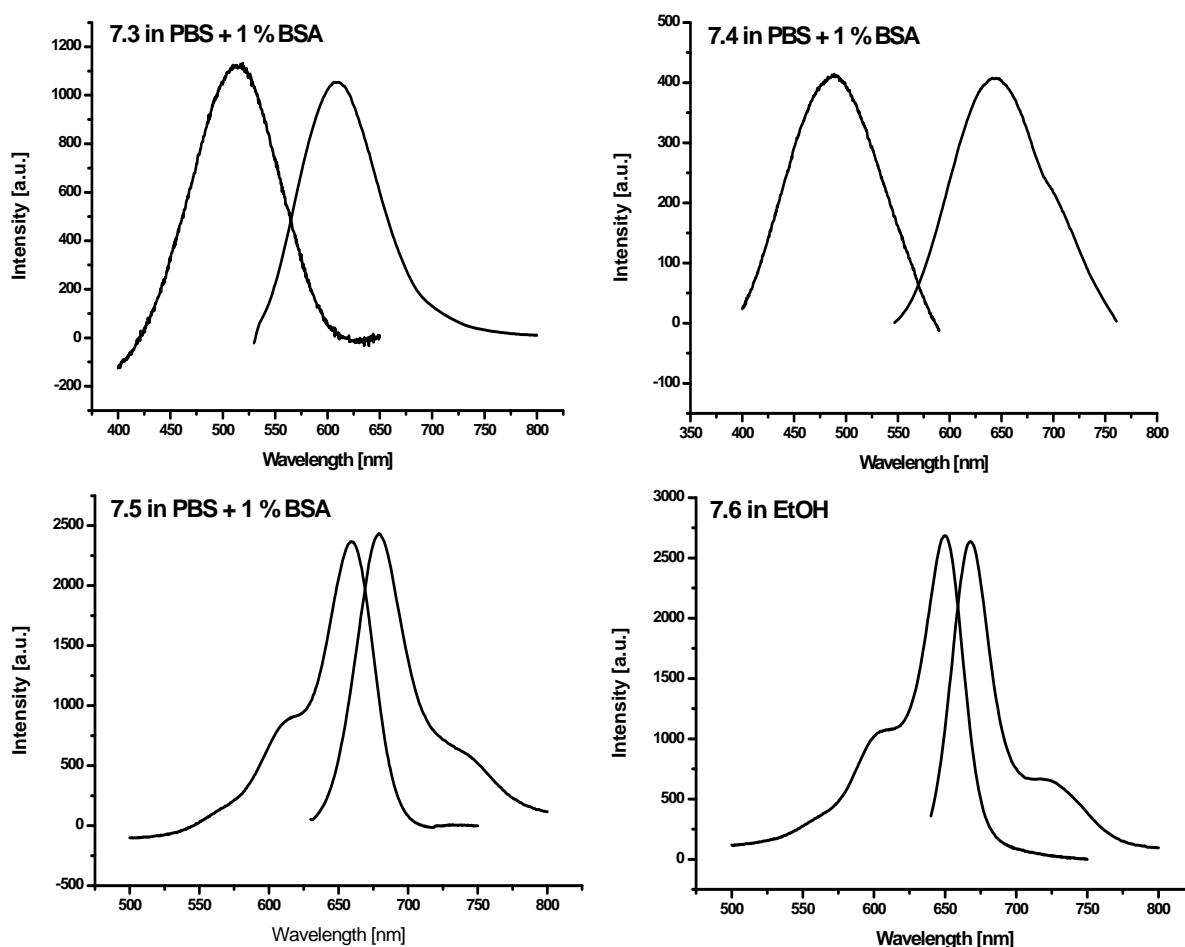 7.3 in PBS + 1 % BSA
1200
1000
800
600
400
200
0
-200
Intensity [a.u.]
400 450 500 550 600 650 700 750 800
Wavelength [nm]
7.4 in PBS + 1 % BSA
500
400
300
200
100
0
-100
Intensity [a.u.]
350 400 450 500 550 600 650 700 750 800
Wavelength [nm]
7.5 in PBS + 1 % BSA
2500
2000
1500
1000
500
0
-500
Intensity [a.u.]
500 550 600 650 700 750 800
Wavelength [nm]
7.6 in EtOH
3000
2500
2000
1500
1000
500
0
Intensity [a.u.]
500 550 600 650 700 750 800
Wavelength [nm]